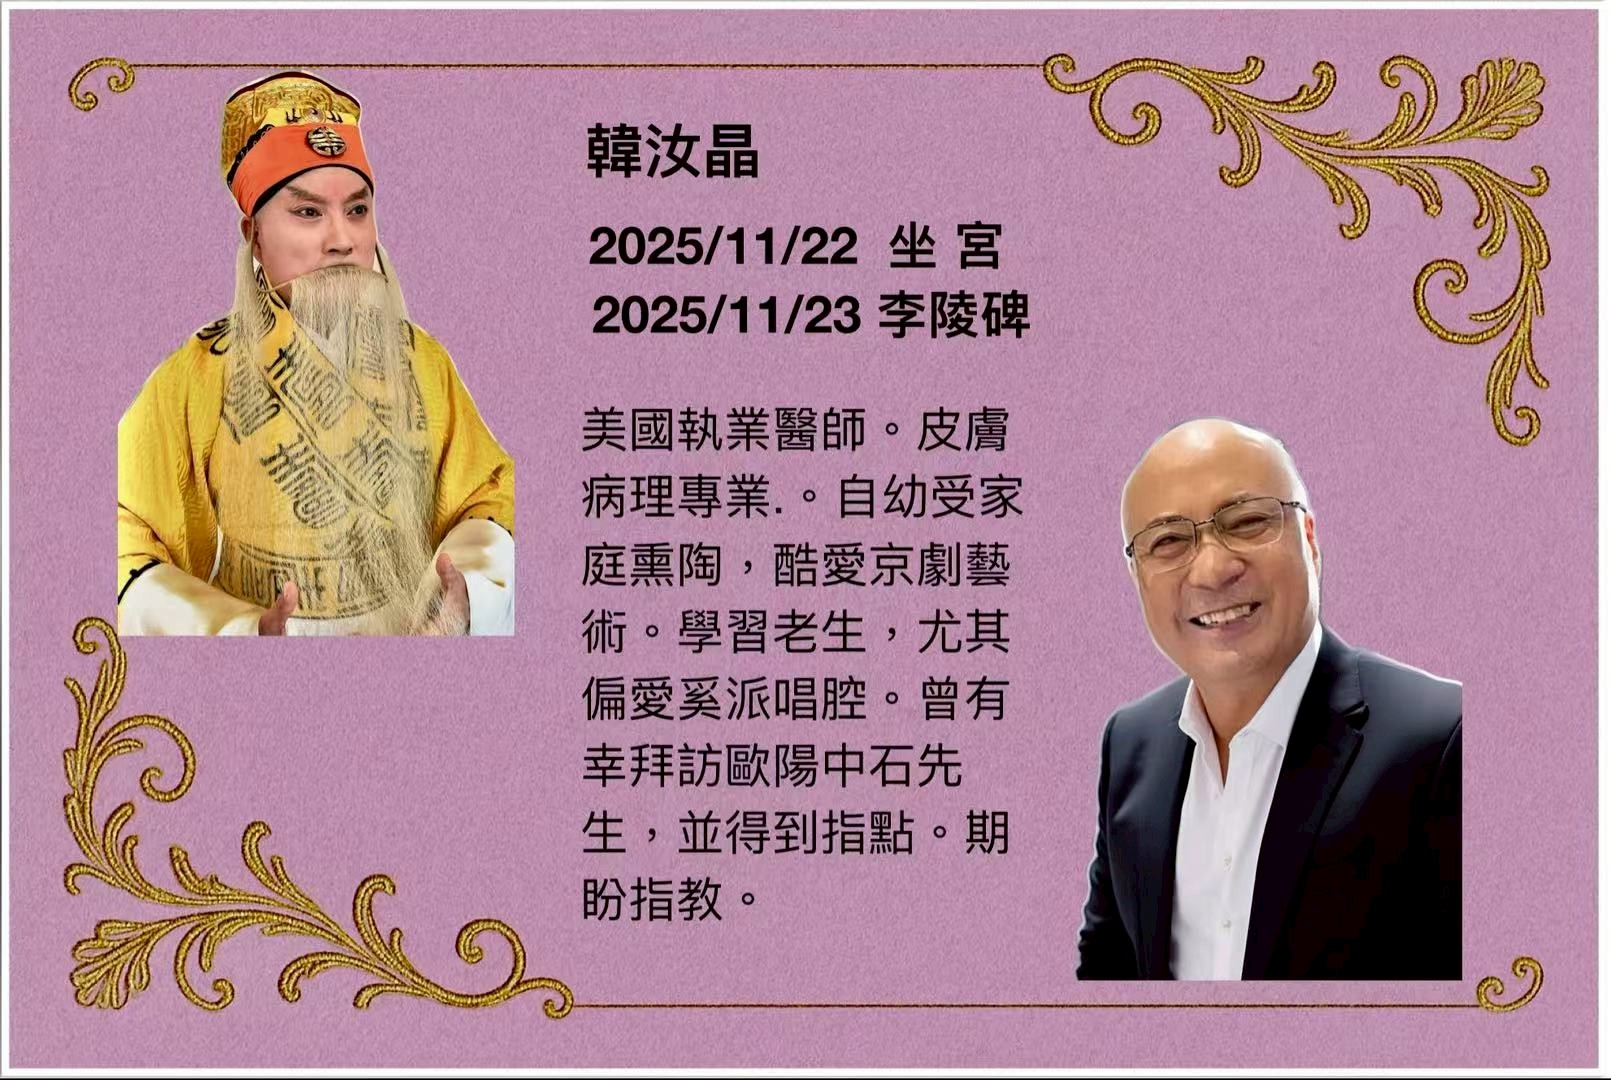 韓汝晶
2025/11/22 坐 宮
2025/11/23 李陵碑
美國執業醫師。皮膚
病理專業.。自幼受家
庭熏陶，酷愛京劇藝
術。學習老生，尤其
偏愛奚派唱腔。曾有
幸拜訪歐陽中石先
生，並得到指點。期
盼指教。